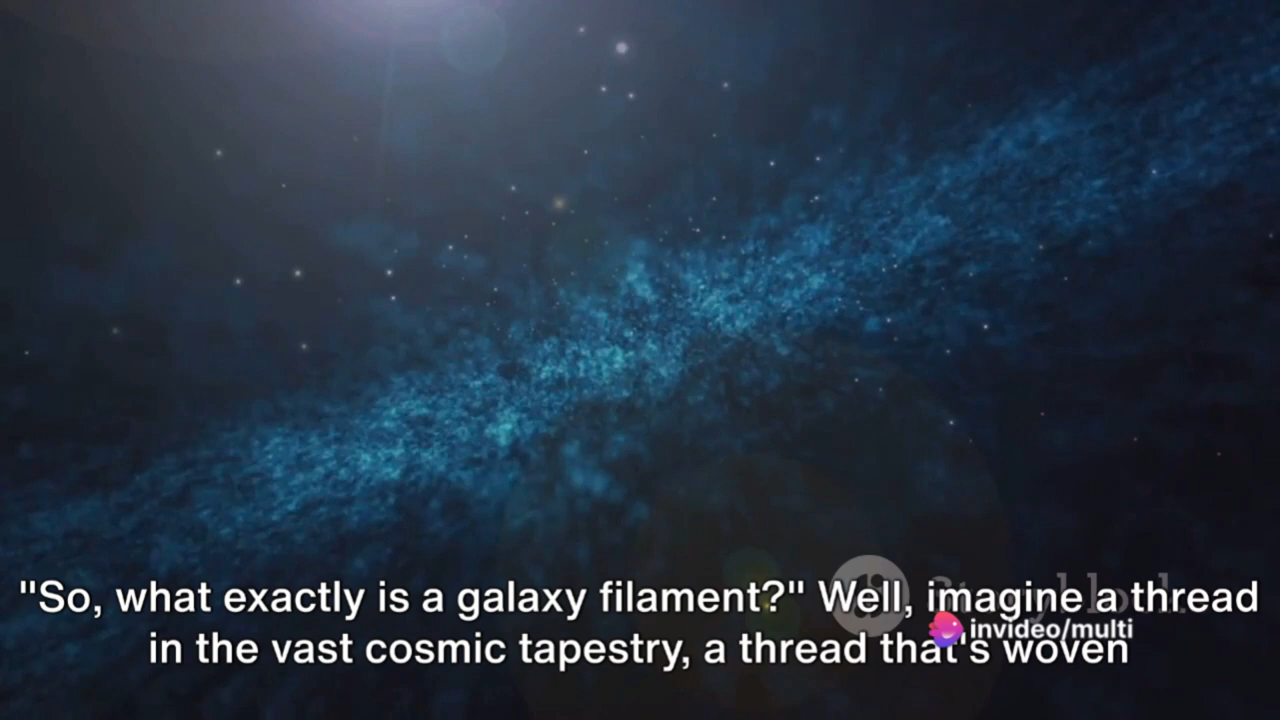 "So, what exactly is a galaxy filament?" Well, imagine a thread
in the vast cosmic tapestry, a thread that's woven
invideo/multi